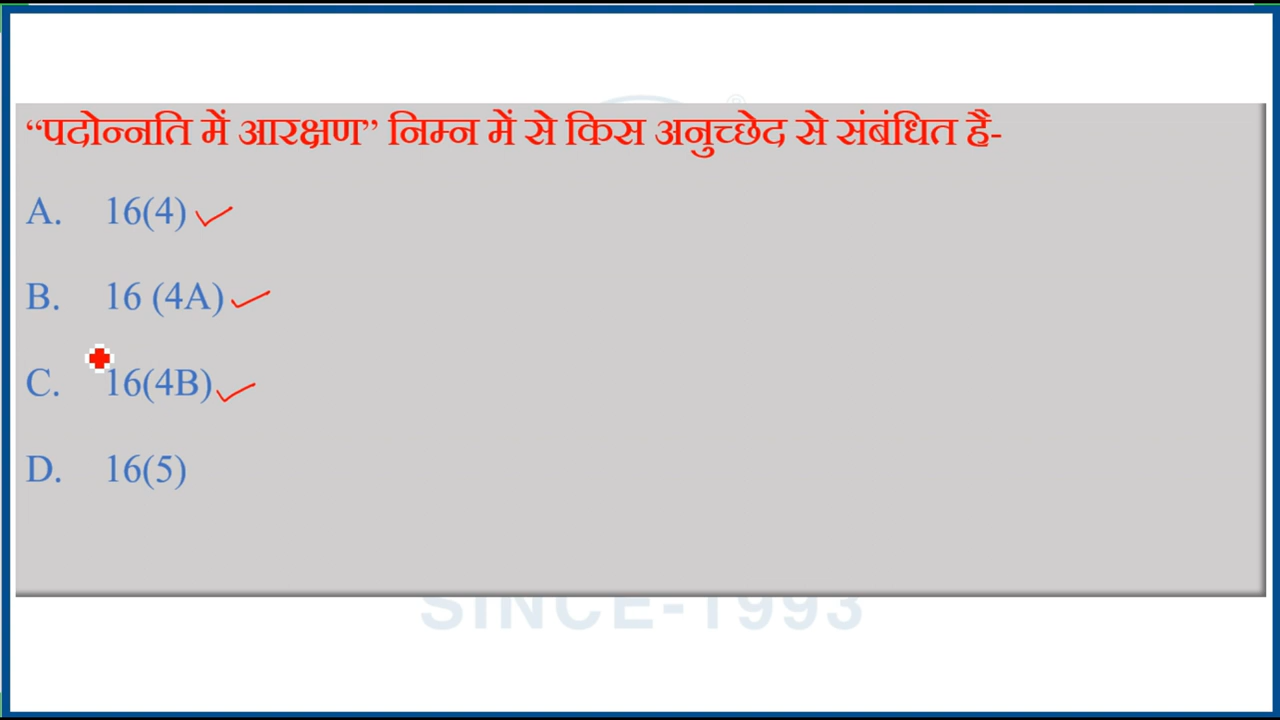 “पदोन्नति में आरक्षण” निम्न में से किस अनुच्छेद से संबंधित है-
A. 16(4)
B. 16 (4A)
C. 16(4B)
D. 16(5)
SINCE-1993